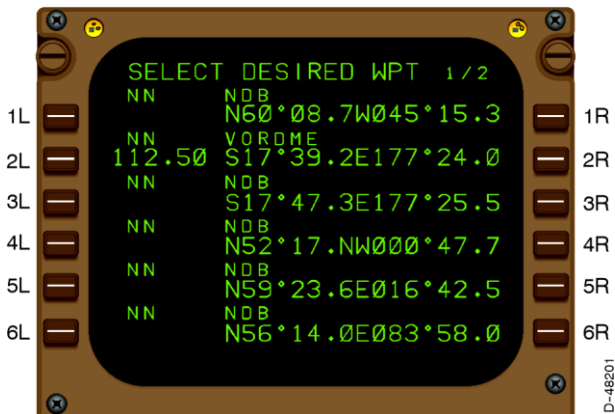 SELECT DESIRED WPT 1/2
NN NDB
1L N60°08.7W045°15.3 1R
NN VORDME
2L 112.50 S17°39.2E177°24.0 2R
NN NDB
3L S17°47.3E177°25.5 3R
NN NDB
4L N52°17.NW000°47.7 4R
NN NDB
5L N59°23.6E016°42.5 5R
NN NDB
6L N56°14.0E083°58.0 6R
D-48201